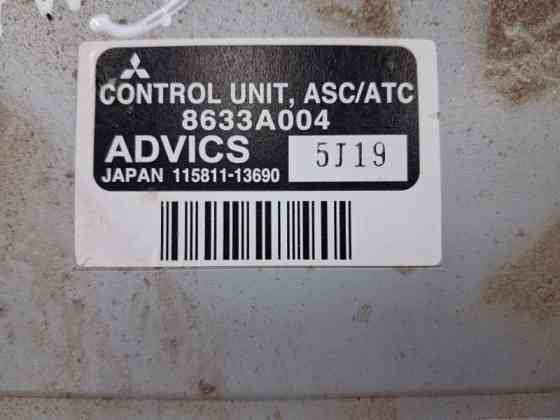 CONTROL UNIT, ASC/ATC
8633A004
ADVICS 5J19
JAPAN 115811-13690